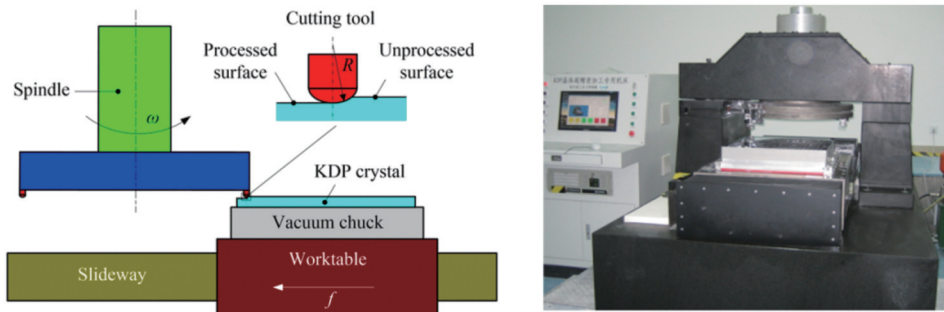 Cutting tool
Processed
surface
Unprocessed
surface
R
Spindle
ω
KDP crystal
Vacuum chuck
Worktable
Slideway
f